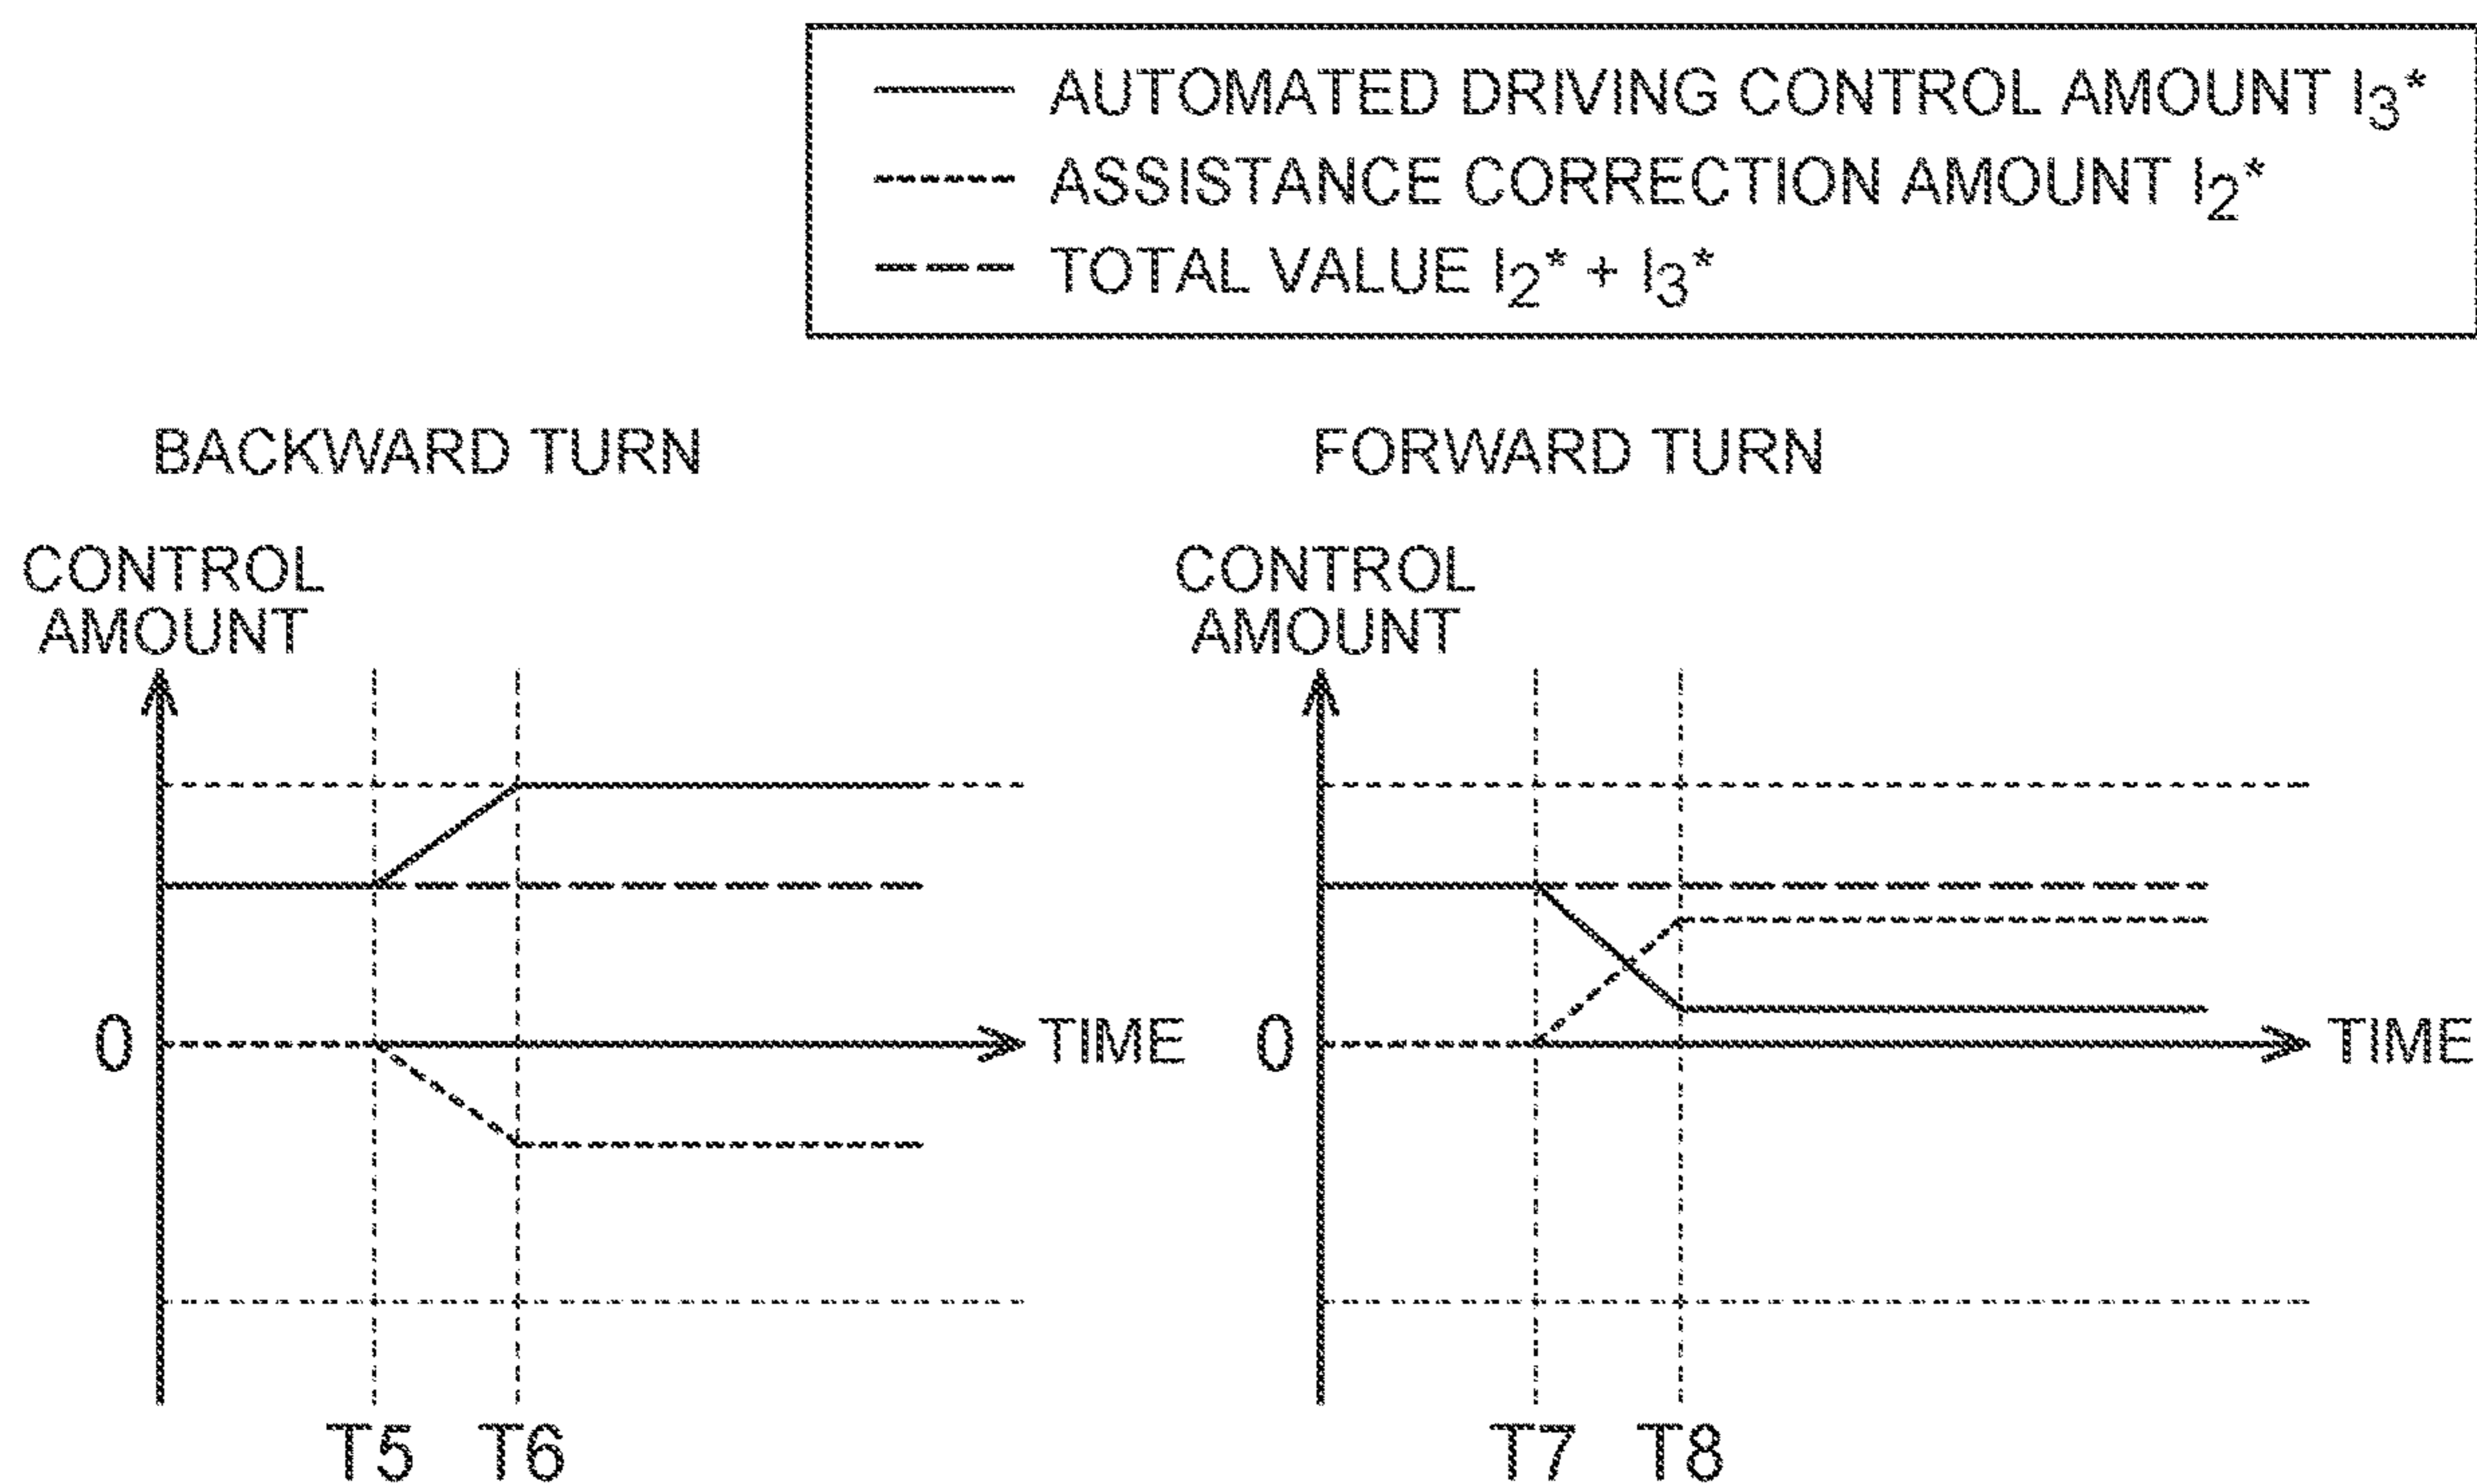 AUTOMATED DRIVING CONTROL AMOUNT I3*
ASSISTANCE CORRECTION AMOUNT I2*
TOTAL VALUE I2* + I3*
BACKWARD TURN
CONTROL
AMOUNT
0
TIME
T5 T6
FORWARD TURN
CONTROL
AMOUNT
0
TIME
T7 T8